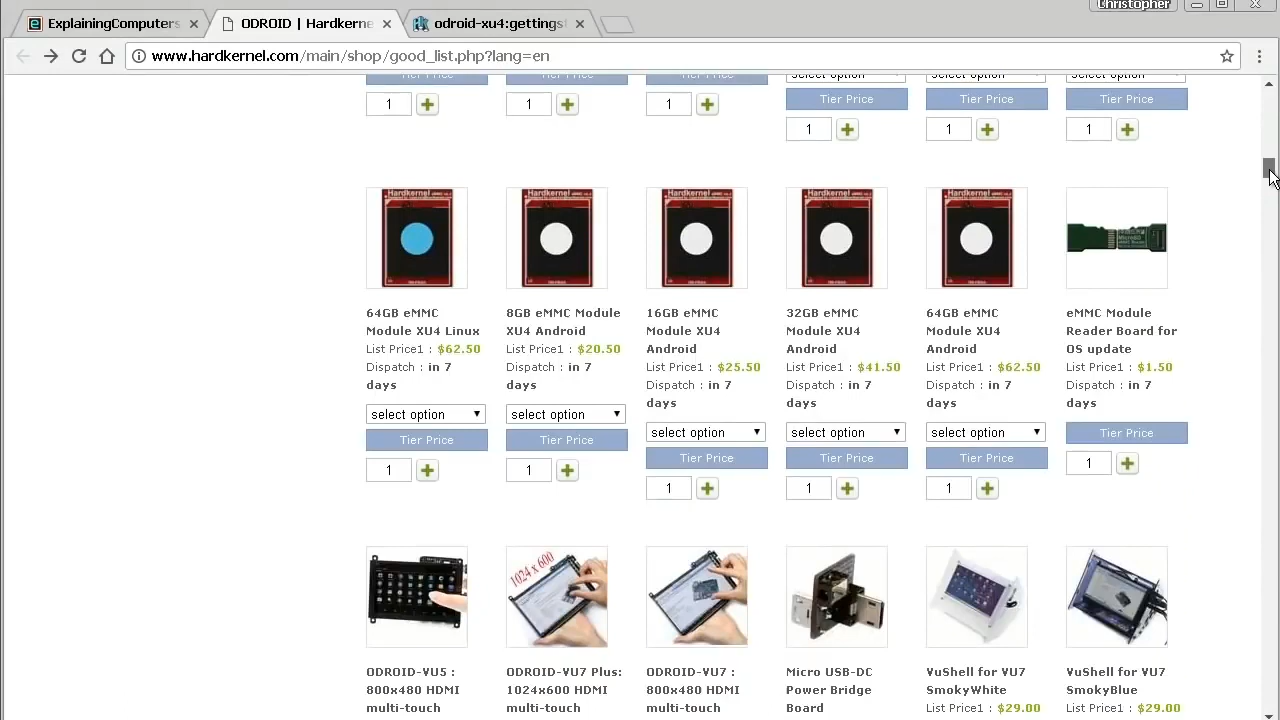 Christopher
ExplainingComputers
ODROID | Hardkerne
odroid-xu4:gettings
www.hardkernel.com/main/shop/good_list.php?lang=en
select option
select option
select option
Tier Price
Tier Price
Tier Price
Tier Price
Tier Price
Tier Price
1
1
1
1
1
1
Hardkernel
Hardkernel
Hardkernel
Hardkernel
Hardkernel
64GB eMMC Module XU4 Linux
List Price1 : $62.50
Dispatch : in 7 days
select option
Tier Price
1
8GB eMMC Module XU4 Android
List Price1 : $20.50
Dispatch : in 7 days
select option
Tier Price
1
16GB eMMC Module XU4 Android
List Price1 : $25.50
Dispatch : in 7 days
select option
Tier Price
1
32GB eMMC Module XU4 Android
List Price1 : $41.50
Dispatch : in 7 days
select option
Tier Price
1
64GB eMMC Module XU4 Android
List Price1 : $62.50
Dispatch : in 7 days
select option
Tier Price
1
eMMC Module Reader Board for OS update
List Price1 : $1.50
Dispatch : in 7 days
Tier Price
1
1024 x 600
ODROID-VU5 : 800x480 HDMI multi-touch
ODROID-VU7 Plus: 1024x600 HDMI multi-touch
ODROID-VU7 : 800x480 HDMI multi-touch
Micro USB-DC Power Bridge Board
VuShell for VU7 SmokyWhite
List Price1 : $29.00
VuShell for VU7 SmokyBlue
List Price1 : $29.00